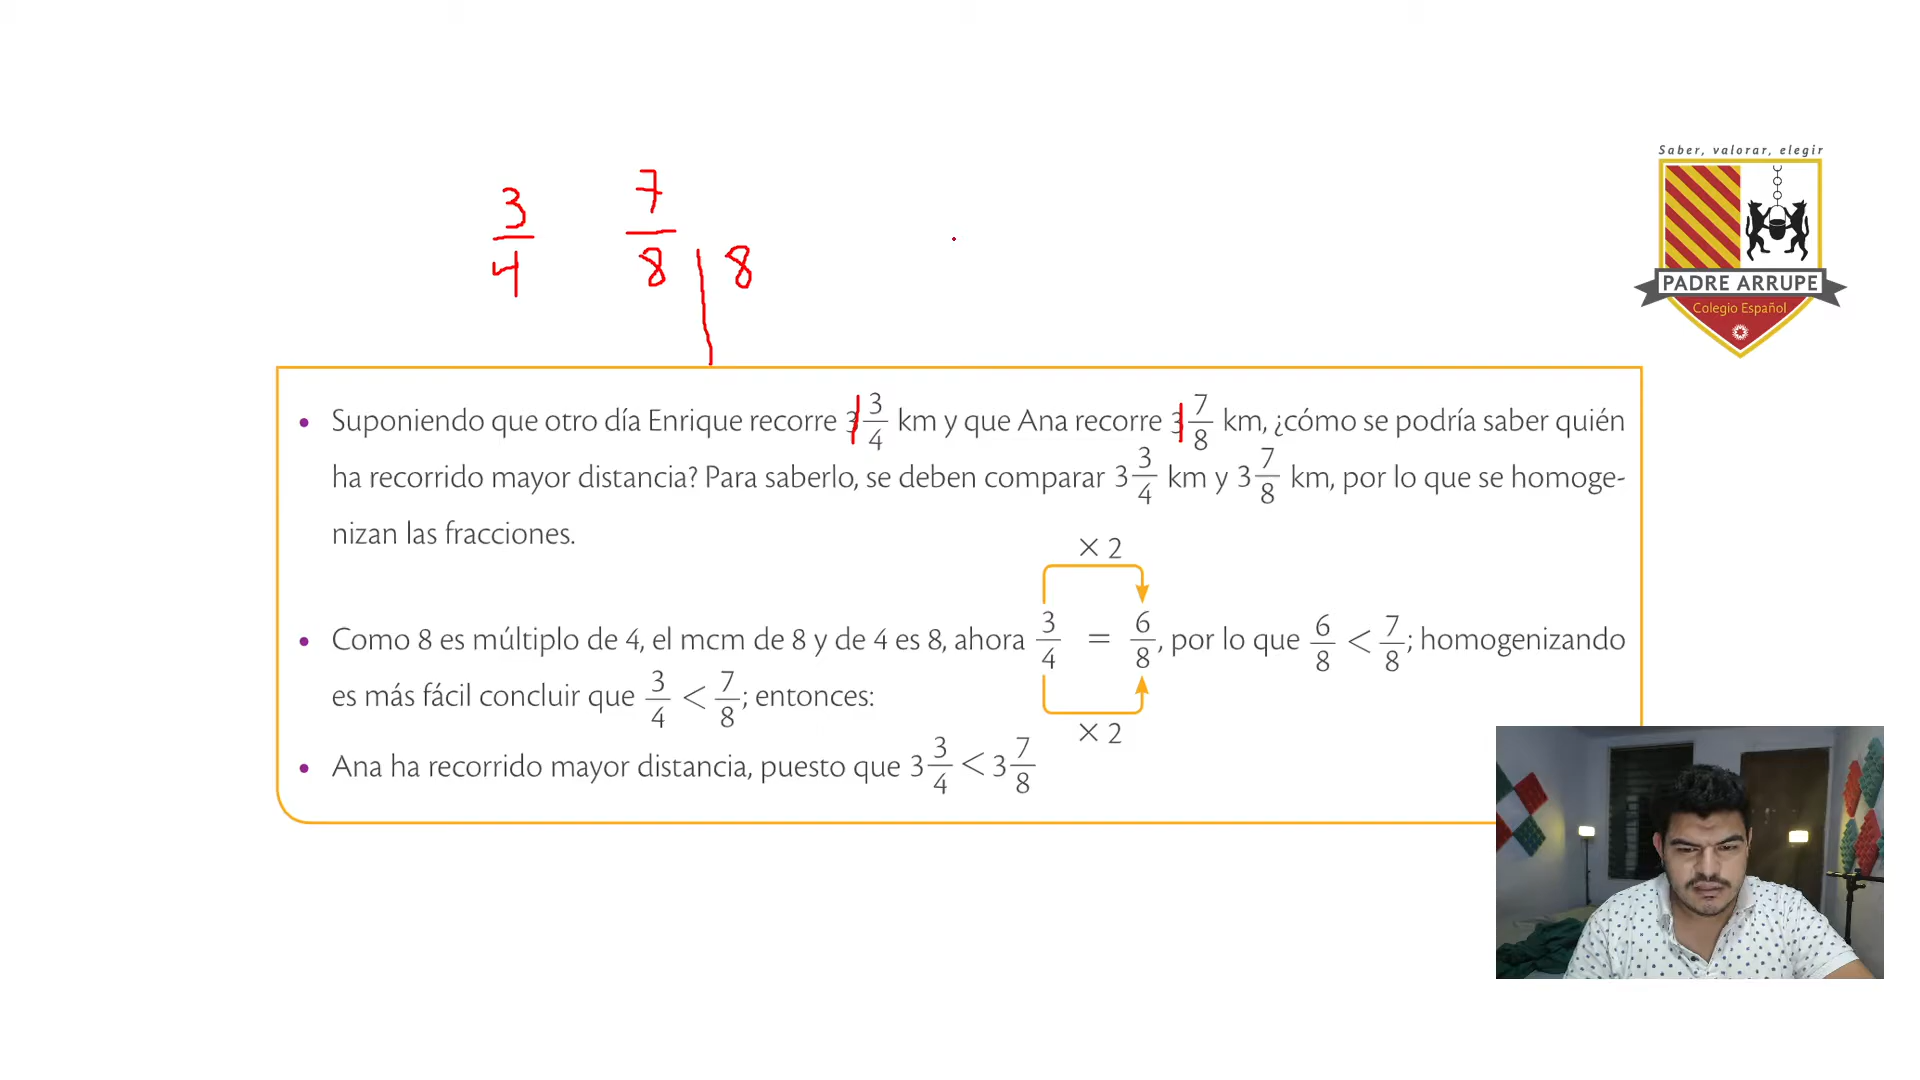 Saber, valorar, elegir
3/4 7/8 | 8
PADRE ARRUPE
Colegio Español
• Suponiendo que otro día Enrique recorre 3 3/4 km y que Ana recorre 3 7/8 km, ¿cómo se podría saber quién
ha recorrido mayor distancia? Para saberlo, se deben comparar 3 3/4 km y 3 7/8 km, por lo que se homoge-
nizan las fracciones.
× 2
• Como 8 es múltiplo de 4, el mcm de 8 y de 4 es 8, ahora 3/4 = 6/8, por lo que 6/8 < 7/8; homogenizando
es más fácil concluir que 3/4 < 7/8; entonces:
× 2
• Ana ha recorrido mayor distancia, puesto que 3 3/4 < 3 7/8